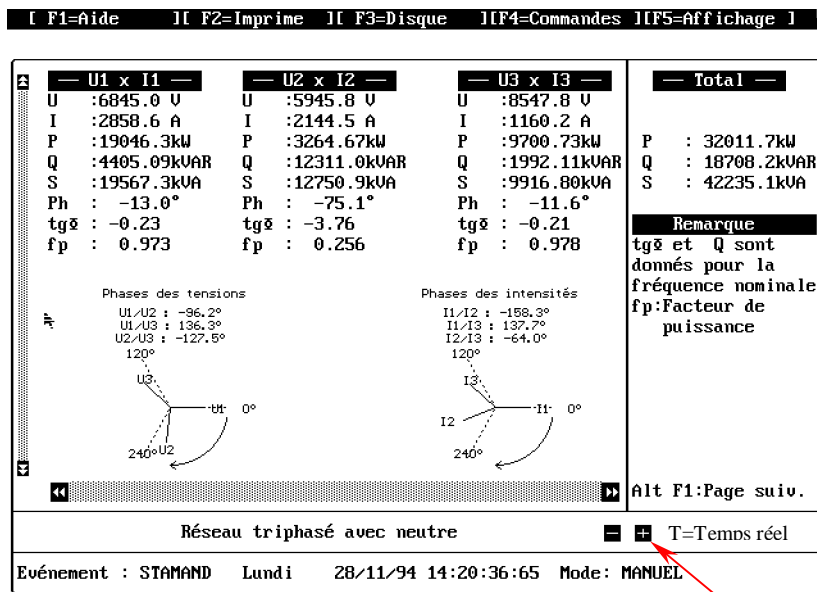 [ F1=Aide ][ F2=Imprime ][ F3=Disque ][F4=Commandes ][F5=Affichage ]
— U1 x I1 — — U2 x I2 — — U3 x I3 — — Total —
U :6845.0 V U :5945.8 V U :8547.8 V
I :2858.6 A I :2144.5 A I :1160.2 A
P :19046.3kW P :3264.67kW P :9700.73kW P : 32011.7kW
Q :4405.09kVAR Q :12311.0kVAR Q :1992.11kVAR Q : 18708.2kVAR
S :19567.3kVA S :12750.9kVA S :9916.80kVA S : 42235.1kVA
Ph : -13.0° Ph : -75.1° Ph : -11.6°
tgΦ : -0.23 tgΦ : -3.76 tgΦ : -0.21
fp : 0.973 fp : 0.256 fp : 0.978
Remarque
tgΦ et Q sont
donnés pour la
fréquence nominale
fp:Facteur de
puissance
Phases des tensions
U1/U2 : -96.2°
U1/U3 : 136.3°
U2/U3 : -127.5°
120°
U3
U1 0°
240° U2
Phases des intensités
I1/I2 : -158.3°
I1/I3 : 137.7°
I2/I3 : -64.0°
120°
I3
I1 0°
I2
240°
Alt F1:Page suiv.
Réseau triphasé avec neutre - + T=Temps réel
Evénement : STAMAND Lundi 28/11/94 14:20:36:65 Mode: MANUEL